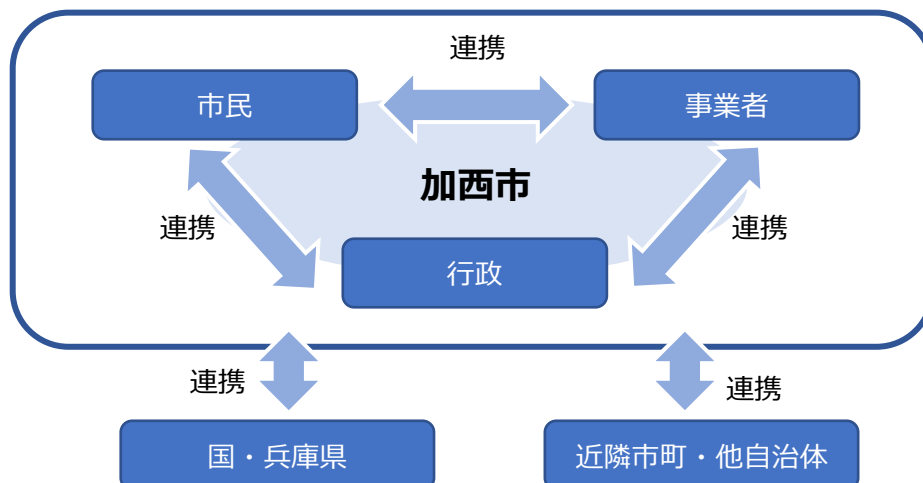 連携
市民
事業者
加西市
連携
連携
行政
連携
連携
国・兵庫県
近隣市町・他自治体